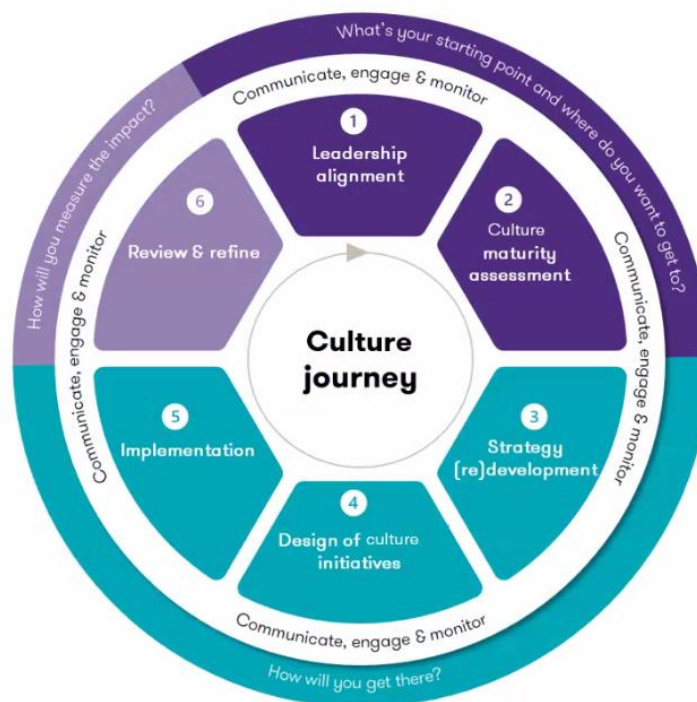 What's your starting point and where do you want to get to?
Communicate, engage & monitor
1
Leadership
alignment
2
Culture
maturity
assessment
Communicate, engage & monitor
3
Strategy
(re)development
4
Design of culture
initiatives
Communicate, engage & monitor
How will you get there?
5
Implementation
Communicate, engage & monitor
6
Review & refine
How will you measure the impact?
Culture
journey